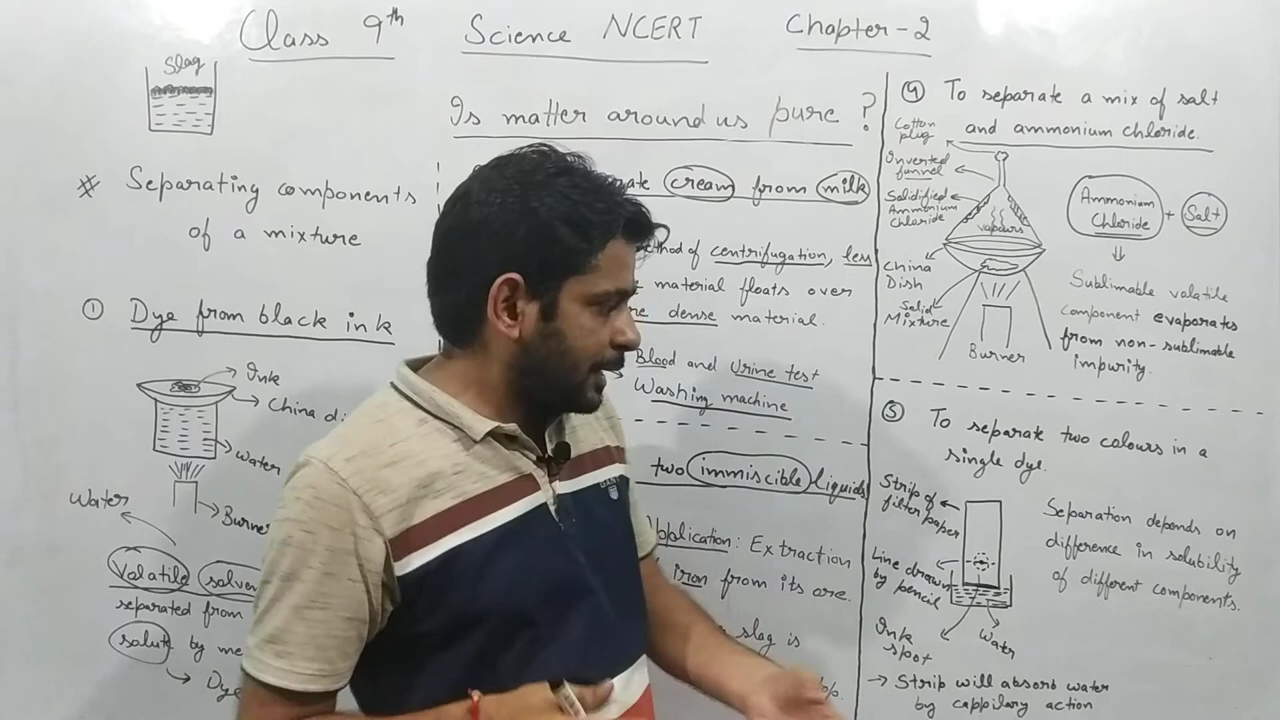 Class 9th Science NCERT Chapter-2
Slag
Is matter around us pure ?
# Separating components
of a mixture
① Dye from black ink
Ink
China
Water
Burner
Water
Volatile
separated from
solute by
cream from milk
of centrifugation, less
material floats over
dense material.
Blood and Urine test
Washing machine
two immiscible liquids
Application: Extraction
iron from its ore.
slag is
④ To separate a mix of salt
and ammonium chloride.
Cotton
plug
Inverted
funnel
Solidified
Ammonium
Chloride
vapours
China
Dish
Solid
Mixture
Burner
Ammonium
Chloride + Salt
⇓
Sublimable volatile
component evaporates
from non-sublimable
impurity.
⑤ To separate two colours in a
single dye.
Strip of
filter paper
Line drawn
by pencil
Ink
spot
Water
Separation depends on
difference in solubility
of different components.
→ Strip will absorb water
by cappilary action